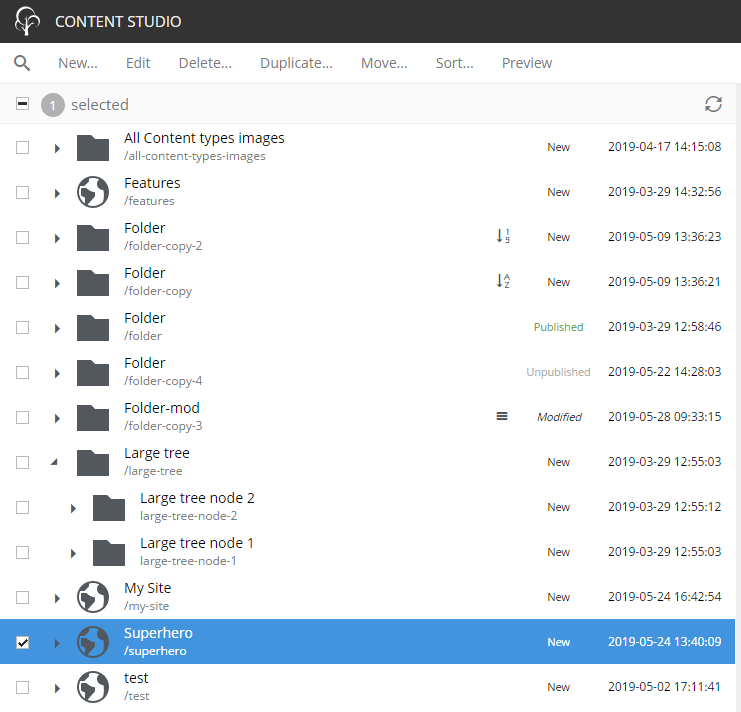 CONTENT STUDIO
New... Edit Delete... Duplicate... Move... Sort... Preview
1 selected
All Content types images
/all-content-types-images
New 2019-04-17 14:15:08
Features
/features
New 2019-03-29 14:32:56
Folder
/folder-copy-2
1 9 New 2019-05-09 13:36:23
Folder
/folder-copy
A Z New 2019-05-09 13:36:21
Folder
/folder
Published 2019-03-29 12:58:46
Folder
/folder-copy-4
Unpublished 2019-05-22 14:28:03
Folder-mod
/folder-copy-3
Modified 2019-05-28 09:33:15
Large tree
/large-tree
New 2019-03-29 12:55:03
Large tree node 2
large-tree-node-2
New 2019-03-29 12:55:12
Large tree node 1
large-tree-node-1
New 2019-03-29 12:55:03
My Site
/my-site
New 2019-05-24 16:42:54
Superhero
/superhero
New 2019-05-24 13:40:09
test
/test
New 2019-05-02 17:11:41